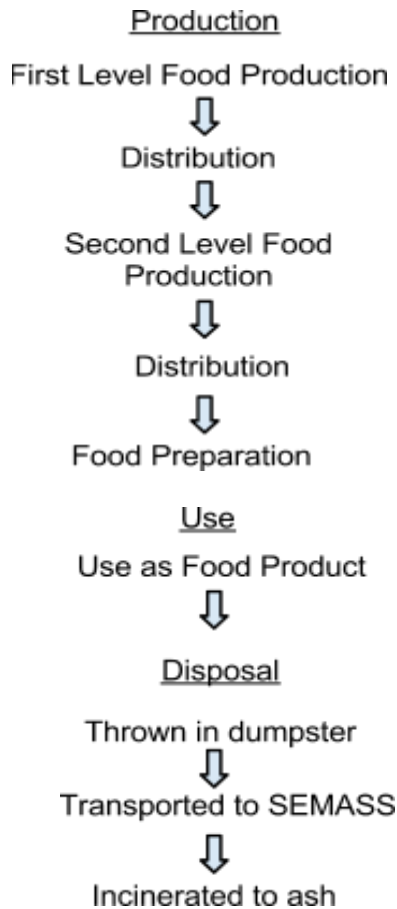 Production
First Level Food Production
Distribution
Second Level Food
Production
Distribution
Food Preparation
Use
Use as Food Product
Disposal
Thrown in dumpster
Transported to SEMASS
Incinerated to ash